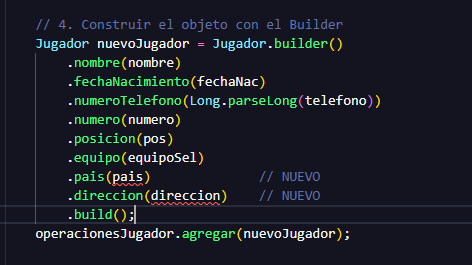 // 4. Construir el objeto con el Builder
Jugador nuevoJugador = Jugador.builder()
.nombre(nombre)
.fechaNacimiento(fechaNac)
.numeroTelefono(Long.parseLong(telefono))
.numero(numero)
.posicion(pos)
.equipo(equipoSel)
.pais(pais) // NUEVO
.direccion(direccion) // NUEVO
.build();
operacionesJugador.agregar(nuevoJugador);